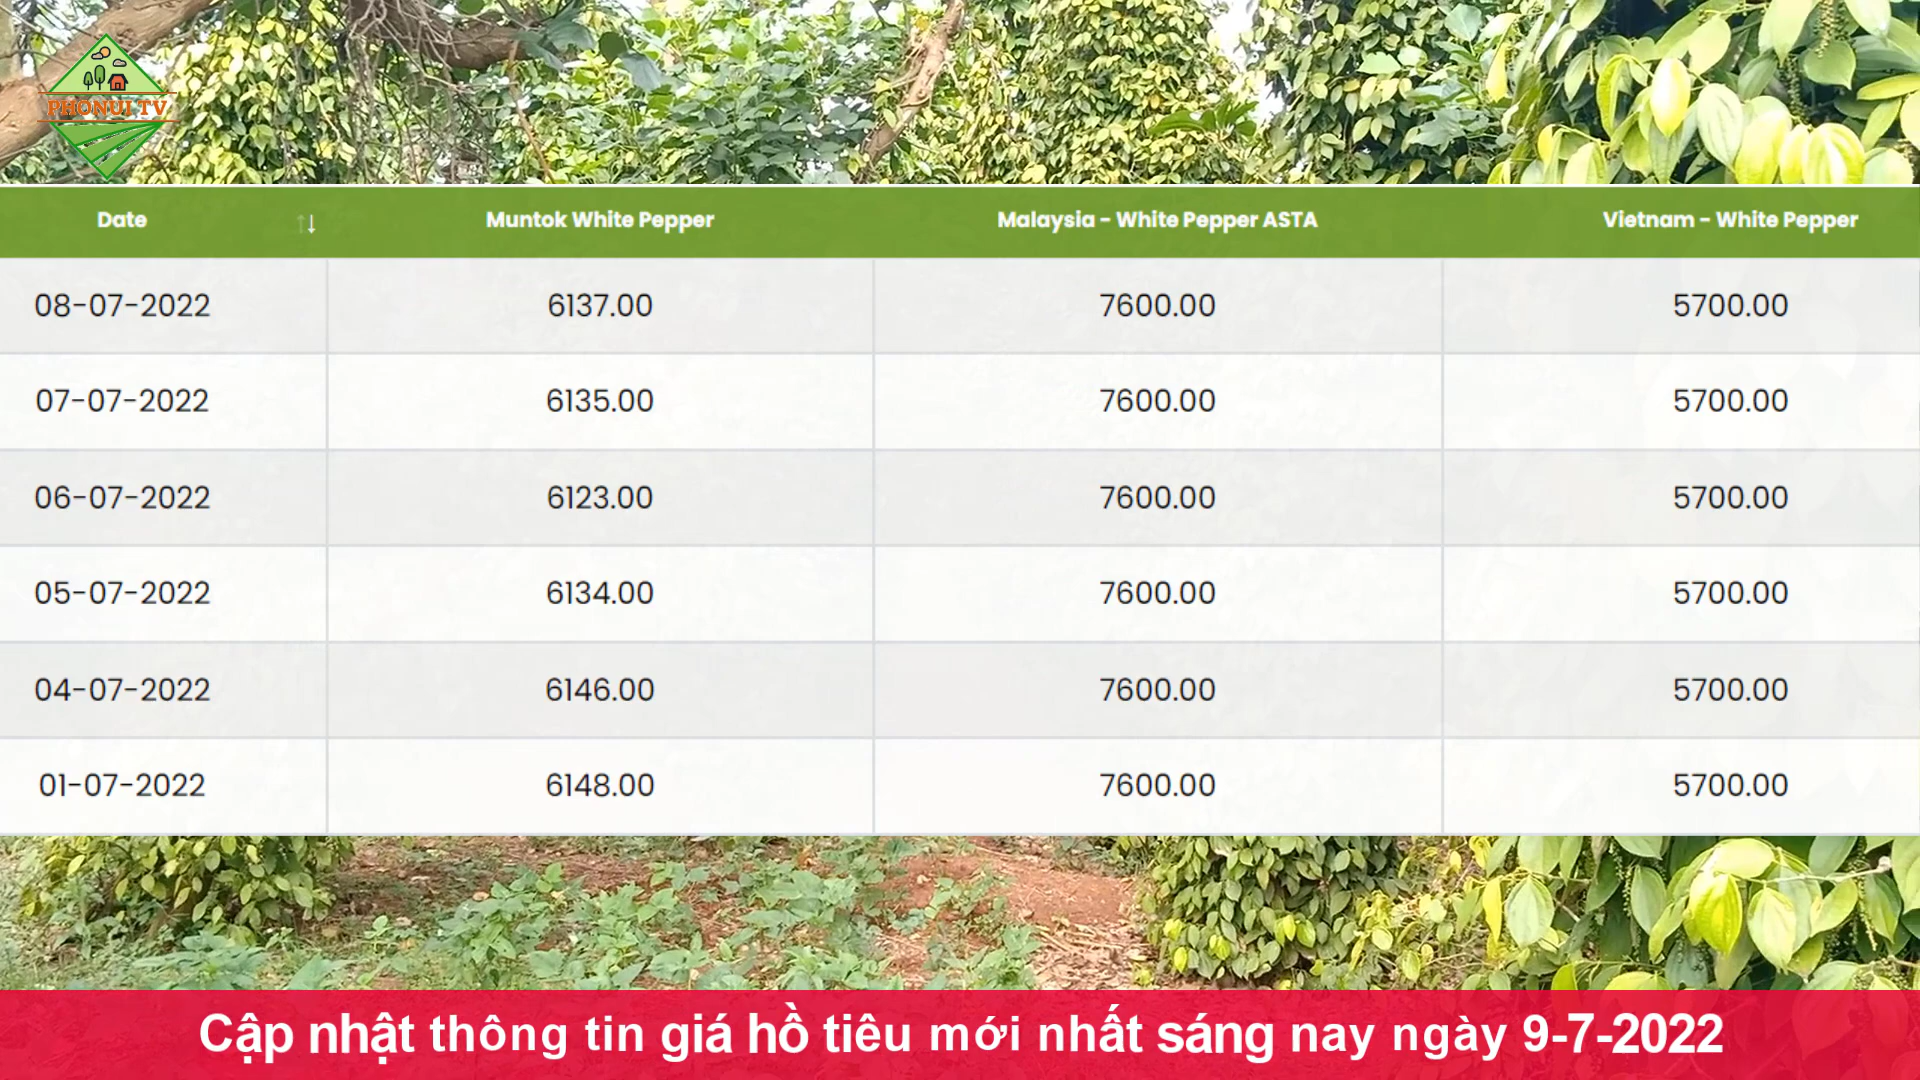 PHỐNÚI TV
Date ↑↓ Muntok White Pepper Malaysia - White Pepper ASTA Vietnam - White Pepper
08-07-2022 6137.00 7600.00 5700.00
07-07-2022 6135.00 7600.00 5700.00
06-07-2022 6123.00 7600.00 5700.00
05-07-2022 6134.00 7600.00 5700.00
04-07-2022 6146.00 7600.00 5700.00
01-07-2022 6148.00 7600.00 5700.00
Cập nhật thông tin giá hồ tiêu mới nhất sáng nay ngày 9-7-2022